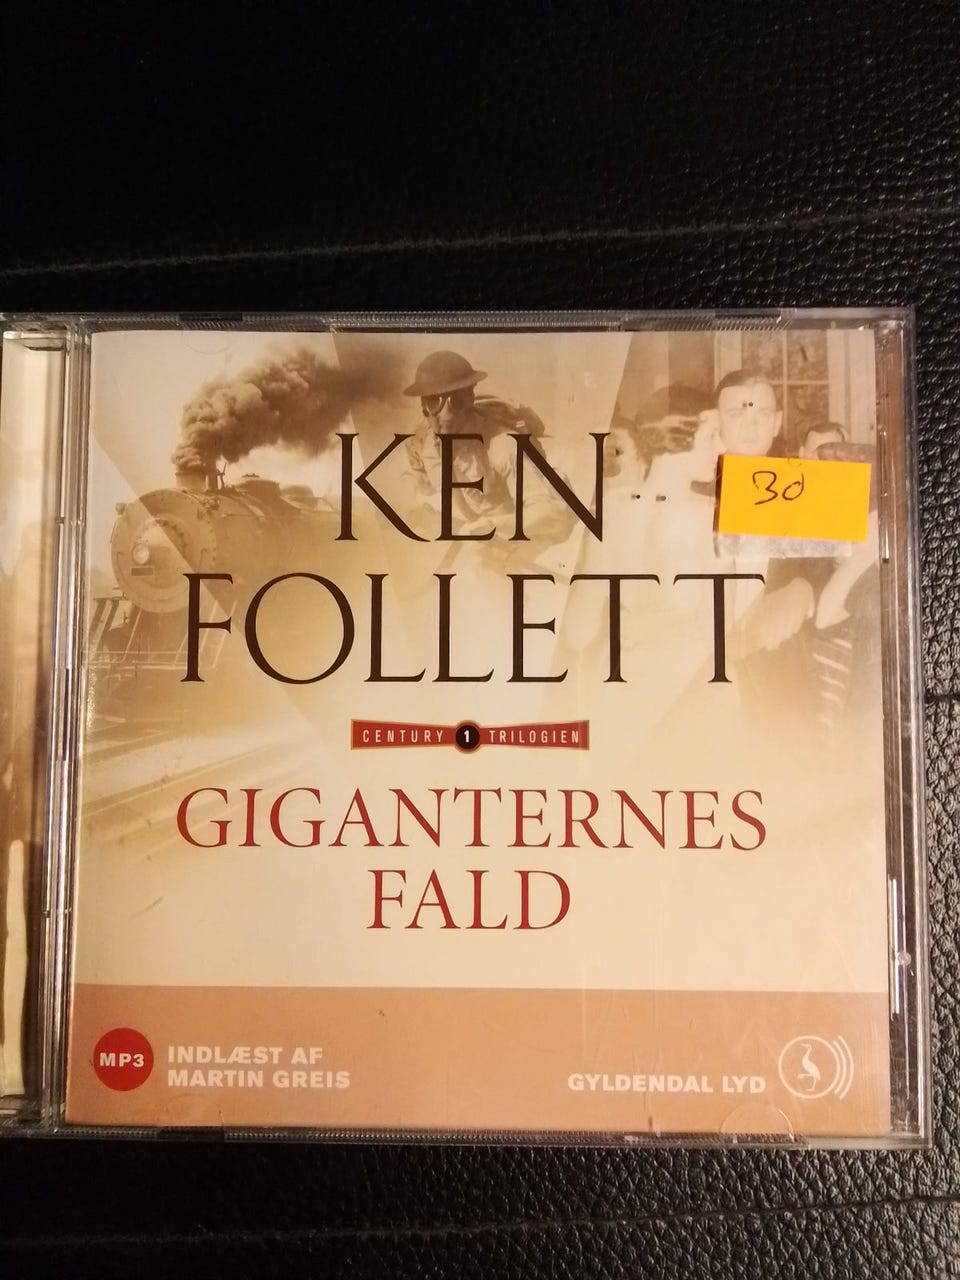 KEN
30
FOLLETT
CENTURY 1 TRILOGIEN
GIGANTERNES
FALD
MP3
INDLÆST AF
MARTIN GREIS
GYLDENDAL LYD